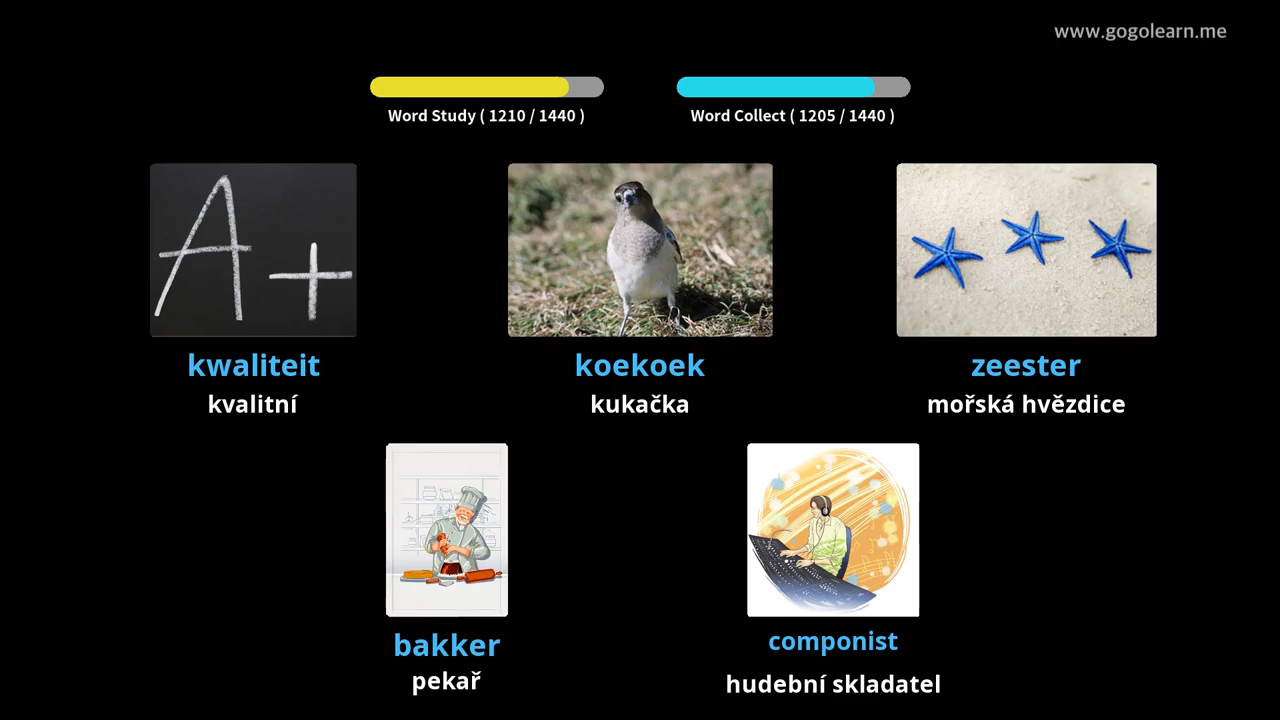 www.gogolearn.me
Word Study ( 1210 / 1440 )
Word Collect ( 1205 / 1440 )
A+
kwaliteit
koekoek
zeester
kvalitní
kukačka
mořská hvězdice
bakker
componist
pekař
hudební skladatel